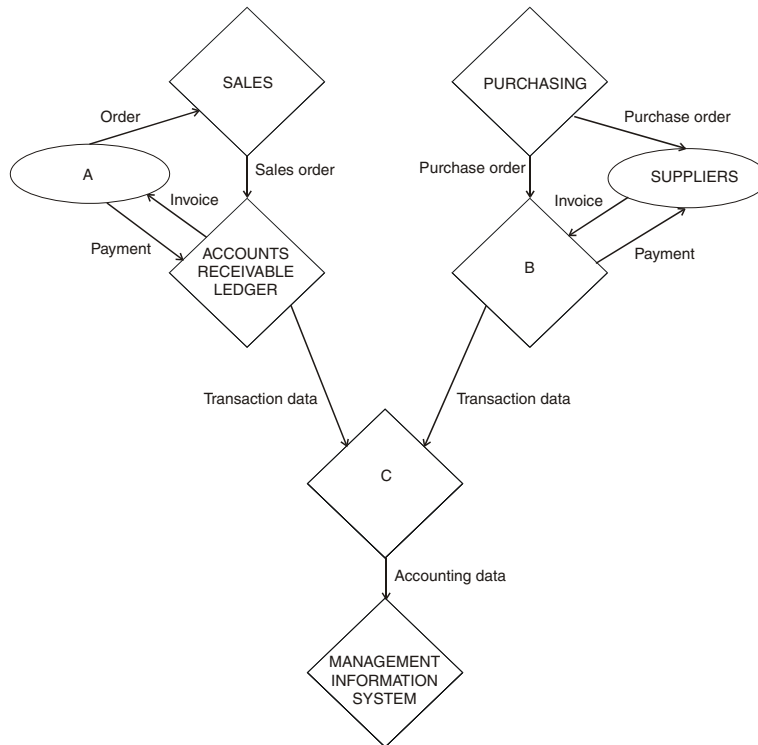 SALES
PURCHASING
Order
Purchase order
A
Sales order
Purchase order
SUPPLIERS
Invoice
Invoice
Payment
ACCOUNTS
RECEIVABLE
LEDGER
B
Payment
Transaction data
Transaction data
C
Accounting data
MANAGEMENT
INFORMATION
SYSTEM